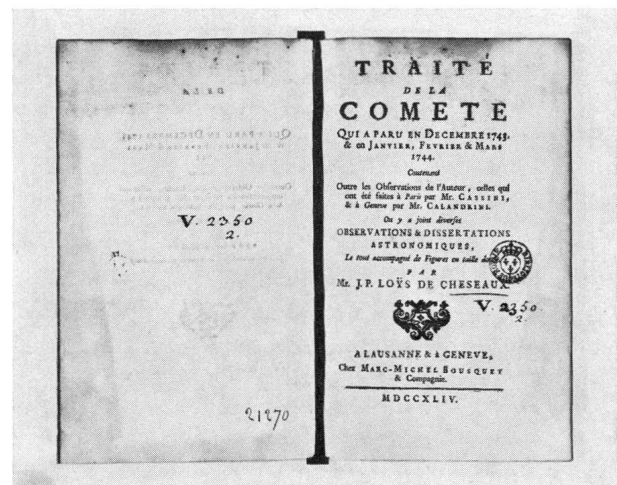 V. 2350
2.
21270
TRAITÉ
DE LA
COMETE
QUI A PARU EN DECEMBRE 1743.
& en JANVIER, FEVRIER & MARS
1744.
Contenant
Outre les Observations de l'Auteur, celles qui
ont été faites à Paris par Mr. CASSINI,
& à Geneve par Mr. CALANDRINI.
On y a joint diverses
OBSERVATIONS & DISSERTATIONS
ASTRONOMIQUES,
Le tout accompagné de Figures en taille
PAR
Mr. J. P. LOŸS DE CHESEAUX
V. 2350.
2.
A LAUSANNE & à GENEVE,
Chez MARC-MICHEL BOUSQUET
& Compagnie.
MDCCXLIV.